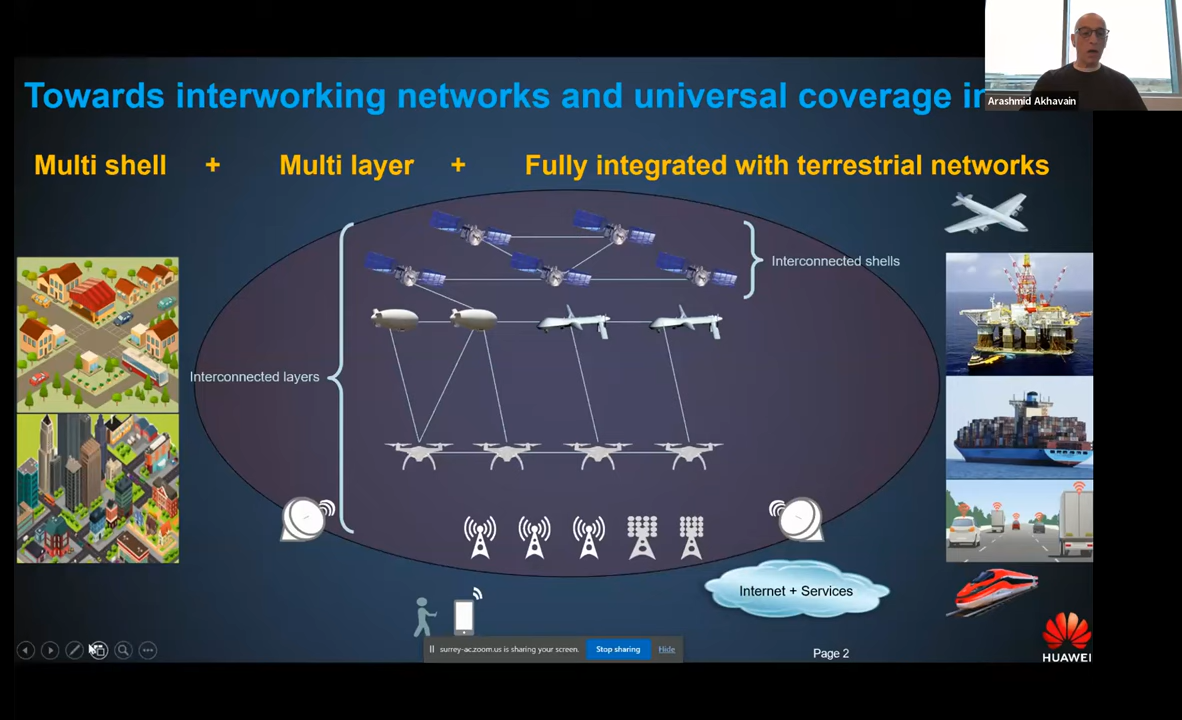 Arashmid Akhavain
Towards interworking networks and universal coverage in
Multi shell + Multi layer + Fully integrated with terrestrial networks
Interconnected shells
Interconnected layers
Internet + Services
surrey-ac.zoom.us is sharing your screen.
Stop sharing
Hide
Page 2
HUAWEI